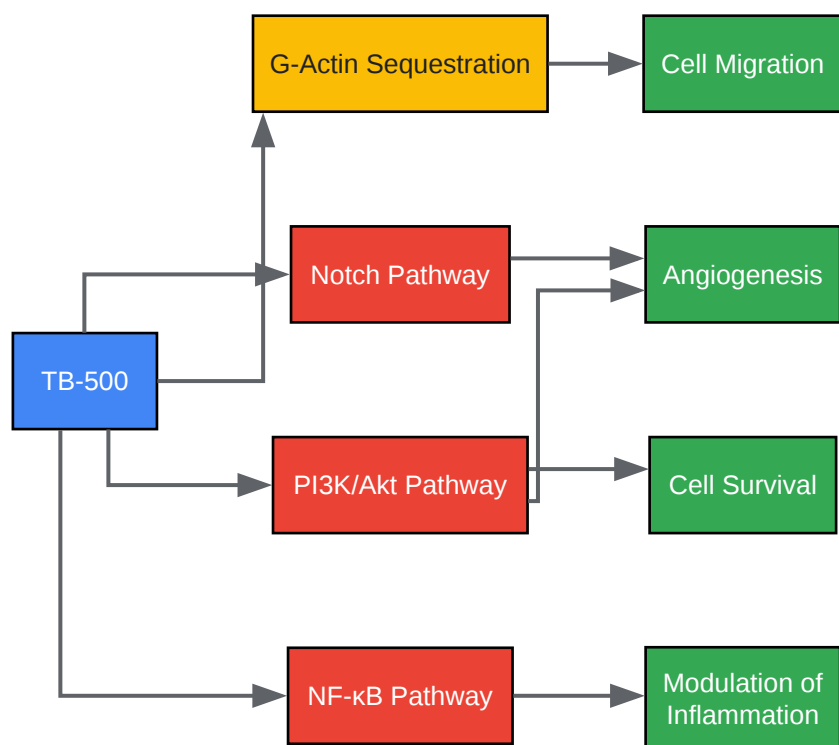 G-Actin Sequestration
Cell Migration
Notch Pathway
Angiogenesis
TB-500
PI3K/Akt Pathway
Cell Survival
NF-κB Pathway
Modulation of
Inflammation